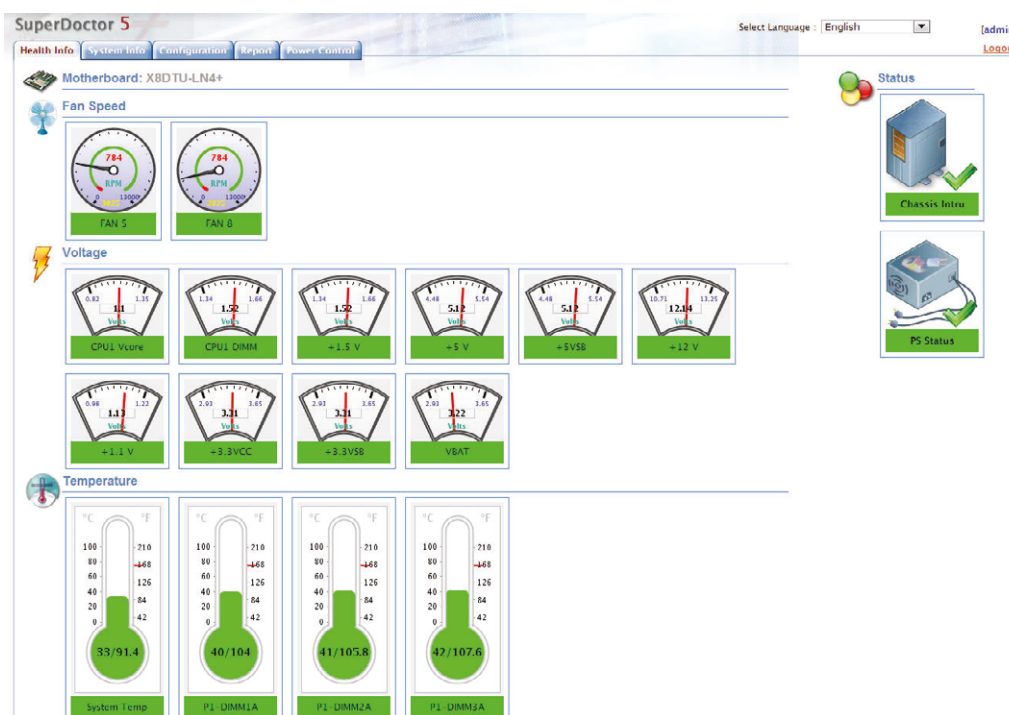 SuperDoctor 5
Select Language : English
[admi
Logo
Health Info System Info Configuration Report Power Control
Motherboard: X8DTU-LN4+
Status
Fan Speed
784 784
RPM RPM
0 13000 0 13000
FAN 5 FAN 8
Chassis Intru
Voltage
0.82 1.35 1.34 1.66 1.34 1.66 4.48 5.54 4.48 5.54 10.71 13.25
1.1 1.52 1.52 5.12 5.12 12.14
Volts Volts Volts Volts Volts Volts
CPU1 Vcore CPU1 DIMM +1.5 V +5 V +5VSB +12 V
PS Status
0.98 1.22 2.93 3.65 2.93 3.65 2.93 3.65
1.13 3.31 3.31 3.22
Volts Volts Volts Volts
+1.1 V +3.3VCC +3.3VSB VBAT
Temperature
°C °F °C °F °C °F °C °F
100 210 100 210 100 210 100 210
80 168 80 168 80 168 80 168
60 126 60 126 60 126 60 126
40 84 40 84 40 84 40 84
20 42 20 42 20 42 20 42
0 0 0 0
33/91.4 40/104 41/105.8 42/107.6
System Temp P1-DIMM1A P1-DIMM2A P1-DIMM3A